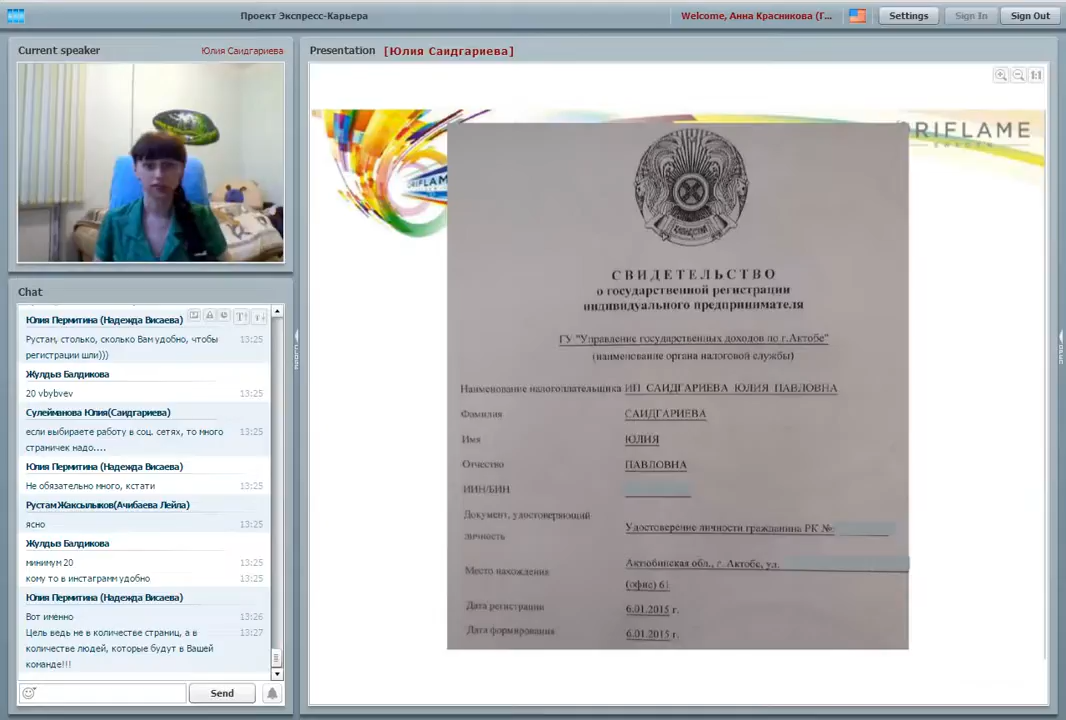 Проект Экспресс-Карьера
Welcome, Анна Красникова (Г...
Settings
Sign In
Sign Out
Current speaker
Юлия Саидгариева
Presentation
[Юлия Саидгариева]
1:1
ORIFLAME
SWEDEN
ORIFLAM
КАЗАКСТАН
СВИДЕТЕЛЬСТВО
о государственной регистрации
индивидуального предпринимателя
ГУ "Управление государственных доходов по г.Актобе"
(наименование органа налоговой службы)
Наименование налогоплательщика ИП САИДГАРИЕВА ЮЛИЯ ПАВЛОВНА
Фамилия САИДГАРИЕВА
Имя ЮЛИЯ
Отчество ПАВЛОВНА
ИИН/БИН
Документ, удостоверяющий
личность
Удостоверение личности гражданина РК №:
Место нахождения
Актюбинская обл., г. Актобе, ул.
(офис) 61
Дата регистрации 6.01.2015 г.
Дата формирования 6.01.2015 г.
Chat
Юлия Пермитина (Надежда Висаева)
Рустам, столько, сколько Вам удобно, чтобы 13:25
регистрации шли)))
Жулдыз Балдикова
20 vbybvev 13:25
Сулейманова Юлия(Саидгариева)
если выбираете работу в соц. сетях, то много 13:25
страничек надо....
Юлия Пермитина (Надежда Висаева)
Не обязательно много, кстати 13:25
Рустам Жаксылыков(Ачибаева Лейла)
ясно 13:25
Жулдыз Балдикова
минимум 20 13:25
кому то в инстаграмм удобно 13:25
Юлия Пермитина (Надежда Висаева)
Вот именно 13:26
Цель ведь не в количестве страниц, а в 13:27
количестве людей, которые будут в Вашей
команде!!!
Send